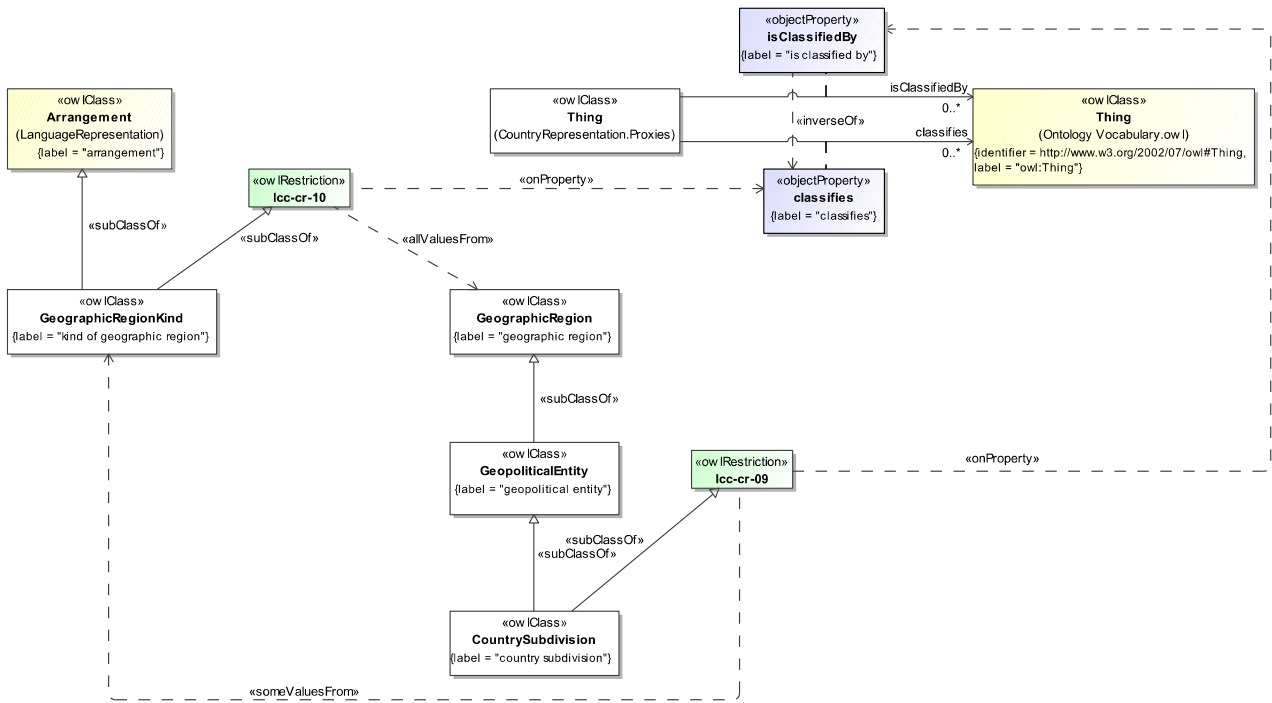 «objectProperty»
isClassifiedBy
{label = "is classified by"}
«owlClass»
Arrangement
(LanguageRepresentation)
{label = "arrangement"}
«owlClass»
Thing
(CountryRepresentation.Proxies)
isClassifiedBy
0..*
classifies
0..*
«owlClass»
Thing
(Ontology Vocabulary.owl)
{identifier = http://www.w3.org/2002/07/owl#Thing,
label = "owl:Thing"}
«inverseOf»
«owlRestriction»
lcc-cr-10
«onProperty»
«objectProperty»
classifies
{label = "classifies"}
«subClassOf»
«subClassOf»
«allValuesFrom»
«owlClass»
GeographicRegionKind
{label = "kind of geographic region"}
«owlClass»
GeographicRegion
{label = "geographic region"}
«subClassOf»
«owlClass»
GeopoliticalEntity
{label = "geopolitical entity"}
«owlRestriction»
lcc-cr-09
«onProperty»
«subClassOf»
«subClassOf»
«owlClass»
CountrySubdivision
{label = "country subdivision"}
«someValuesFrom»